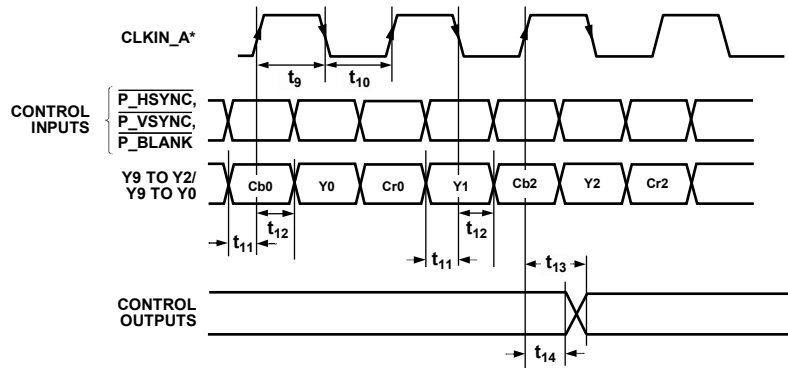 CLKIN_A*
t9
t10
CONTROL INPUTS
P_HSYNC,
P_VSYNC,
P_BLANK
Y9 TO Y2/
Y9 TO Y0
Cb0
Y0
Cr0
Y1
Cb2
Y2
Cr2
t12
t12
t11
t11
t13
CONTROL
OUTPUTS
t14